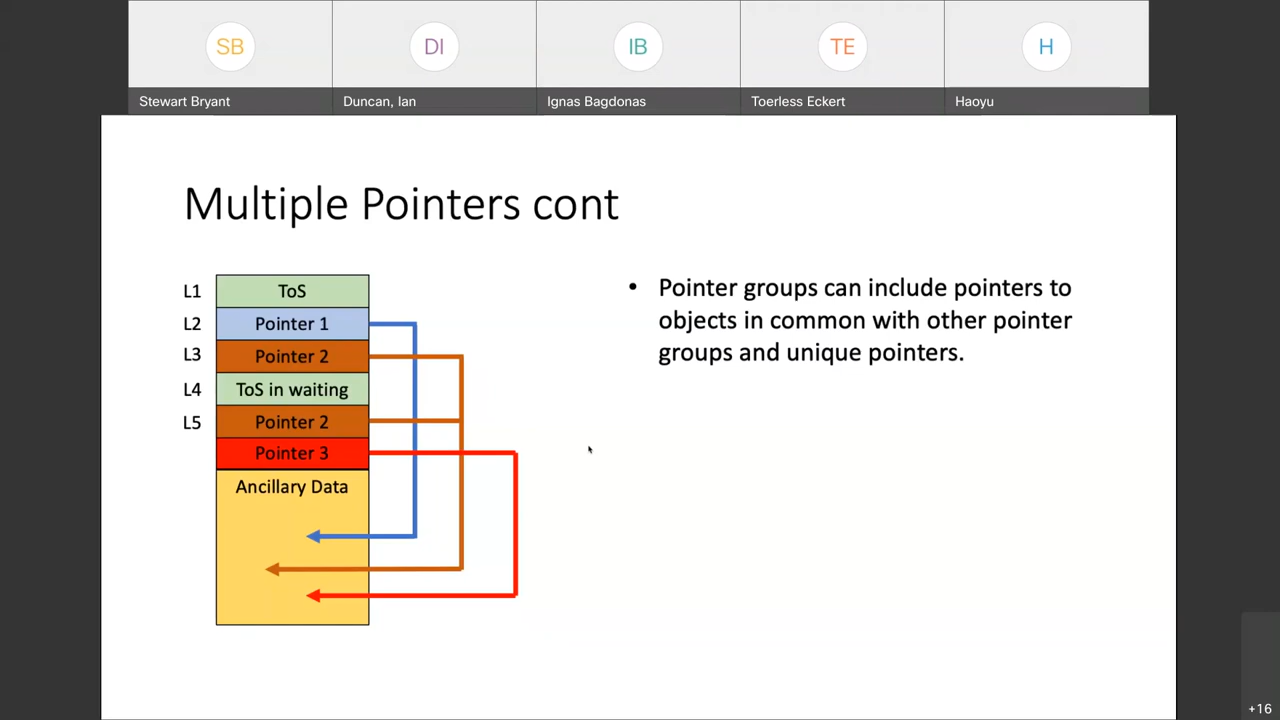 SB
DI
IB
TE
H
Stewart Bryant
Duncan, Ian
Ignas Bagdonas
Toerless Eckert
Haoyu
Multiple Pointers cont
L1 ToS
L2 Pointer 1
L3 Pointer 2
L4 ToS in waiting
L5 Pointer 2
Pointer 3
Ancillary Data
• Pointer groups can include pointers to
objects in common with other pointer
groups and unique pointers.
+16